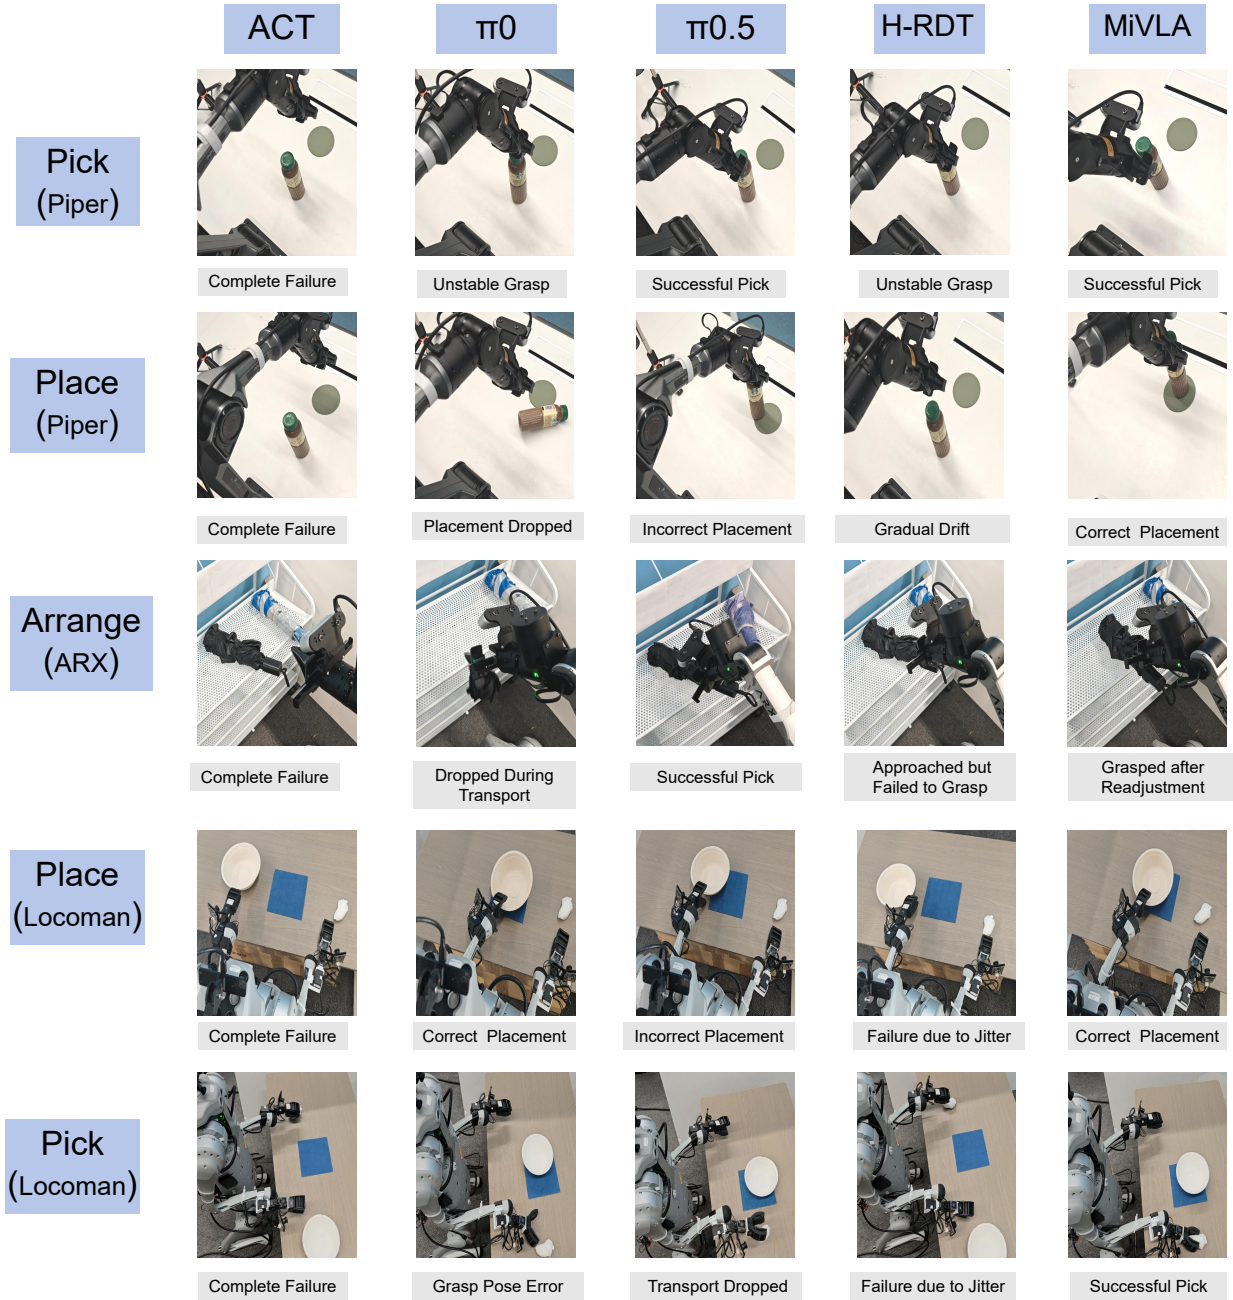 ACT
π0
π0.5
H-RDT
MiVLA
Pick
(Piper)
Complete Failure
Unstable Grasp
Successful Pick
Unstable Grasp
Successful Pick
Place
(Piper)
Complete Failure
Placement Dropped
Incorrect Placement
Gradual Drift
Correct Placement
Arrange
(ARX)
Complete Failure
Dropped During
Transport
Successful Pick
Approached but
Failed to Grasp
Grasped after
Readjustment
Place
(Locoman)
Complete Failure
Correct Placement
Incorrect Placement
Failure due to Jitter
Correct Placement
Pick
(Locoman)
Complete Failure
Grasp Pose Error
Transport Dropped
Failure due to Jitter
Successful Pick